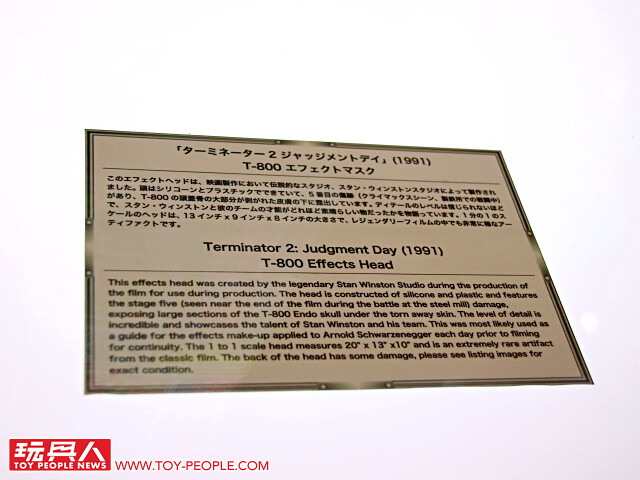 「ターミネーター2 ジャッジメントデイ」(1991)
T-800 エフェクトマスク
このエフェクトヘッドは、映画製作において伝説的なスタジオ、スタン・ウィンストンスタジオによって製作され
ました。頭はシリコーンとプラスチックでできていて、5番目の傷跡（クライマックスシーン、製鉄所での戦闘中）
があり、T-800の頭蓋骨の大部分が剥がれた皮膚の下に露出しています。ディテールのレベルは信じられないほど
で、スタン・ウィンストンと彼のチームの才能がどれほど素晴らしい物だったかを物語っています。1分の1のス
ケールのヘッドは、13インチx9インチx8インチの大きさで、レジェンダリーフィルムの中でも非常に稀なアー
ティファクトです。
Terminator 2: Judgment Day (1991)
T-800 Effects Head
This effects head was created by the legendary Stan Winston Studio during the production of
the film for use during production. The head is constructed of silicone and plastic and features
the stage five (seen near the end of the film during the battle at the steel mill) damage,
exposing large sections of the T-800 Endo skull under the torn away skin. The level of detail is
incredible and showcases the talent of Stan Winston and his team. This was most likely used as
a guide for the effects make-up applied to Arnold Schwarzenegger each day prior to filming
for continuity. The 1 to 1 scale head measures 20" x 13" x10" and is an extremely rare artifact
from the classic film. The back of the head has some damage, please see listing images for
exact condition.
玩具人
TOY PEOPLE NEWS
WWW.TOY-PEOPLE.COM